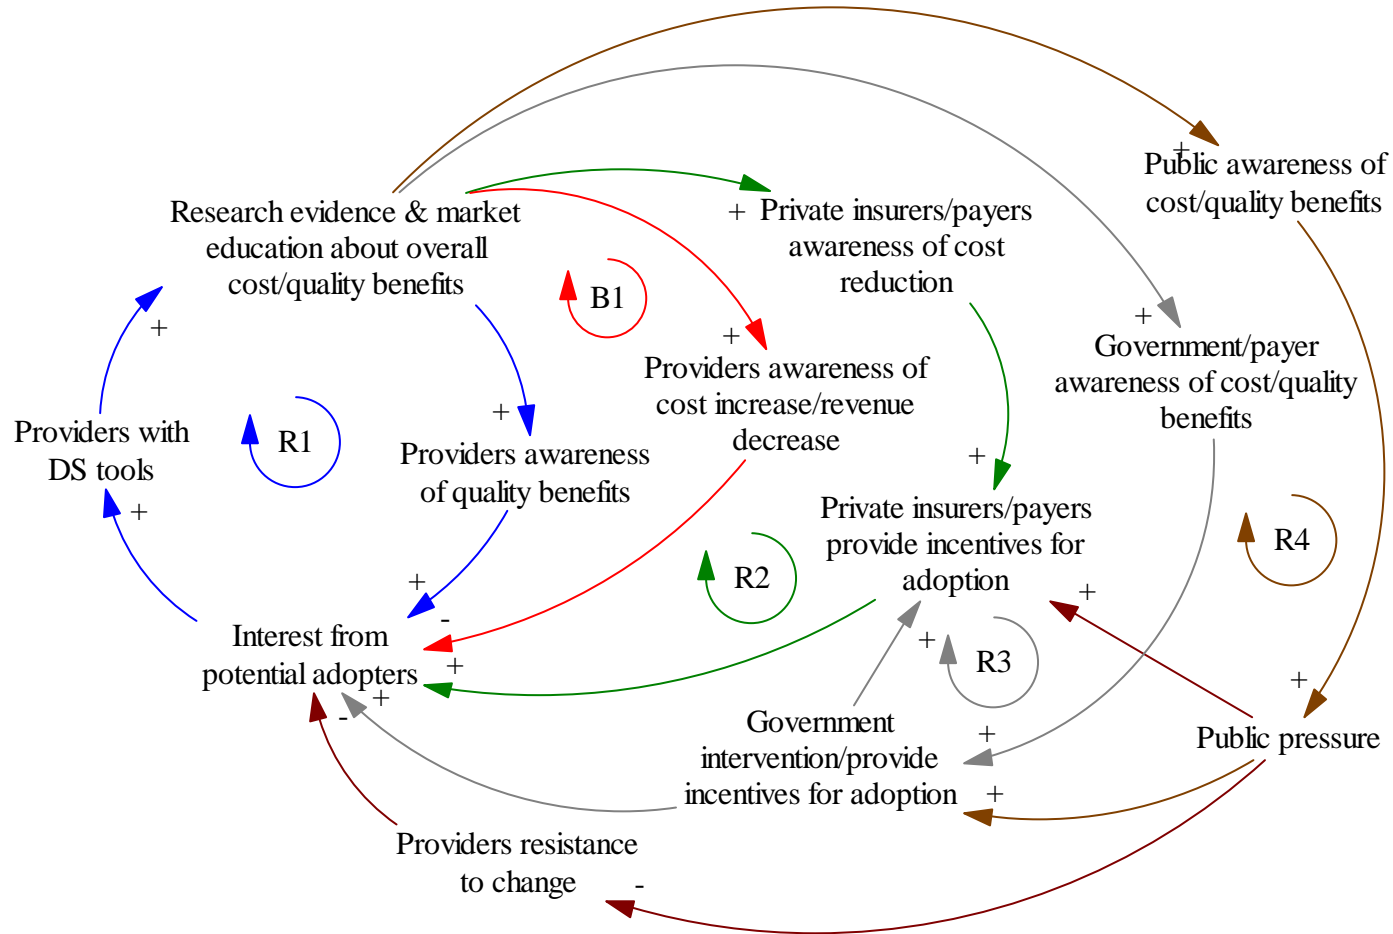 +
Public awareness of
cost/quality benefits
Research evidence & market
education about overall
cost/quality benefits
+
Private insurers/payers
awareness of cost
reduction
B1
+
+
+
Government/payer
awareness of cost/quality
benefits
Providers awareness of
cost increase/revenue
decrease
Providers with
DS tools
R1
+
Providers awareness
of quality benefits
+
+
Private insurers/payers
provide incentives for
adoption
R4
R2
+
-
+
+
Interest from
potential adopters
+
+
-
+
R3
+
Government
intervention/provide
incentives for adoption
+
+
Public pressure
Providers resistance
to change
-